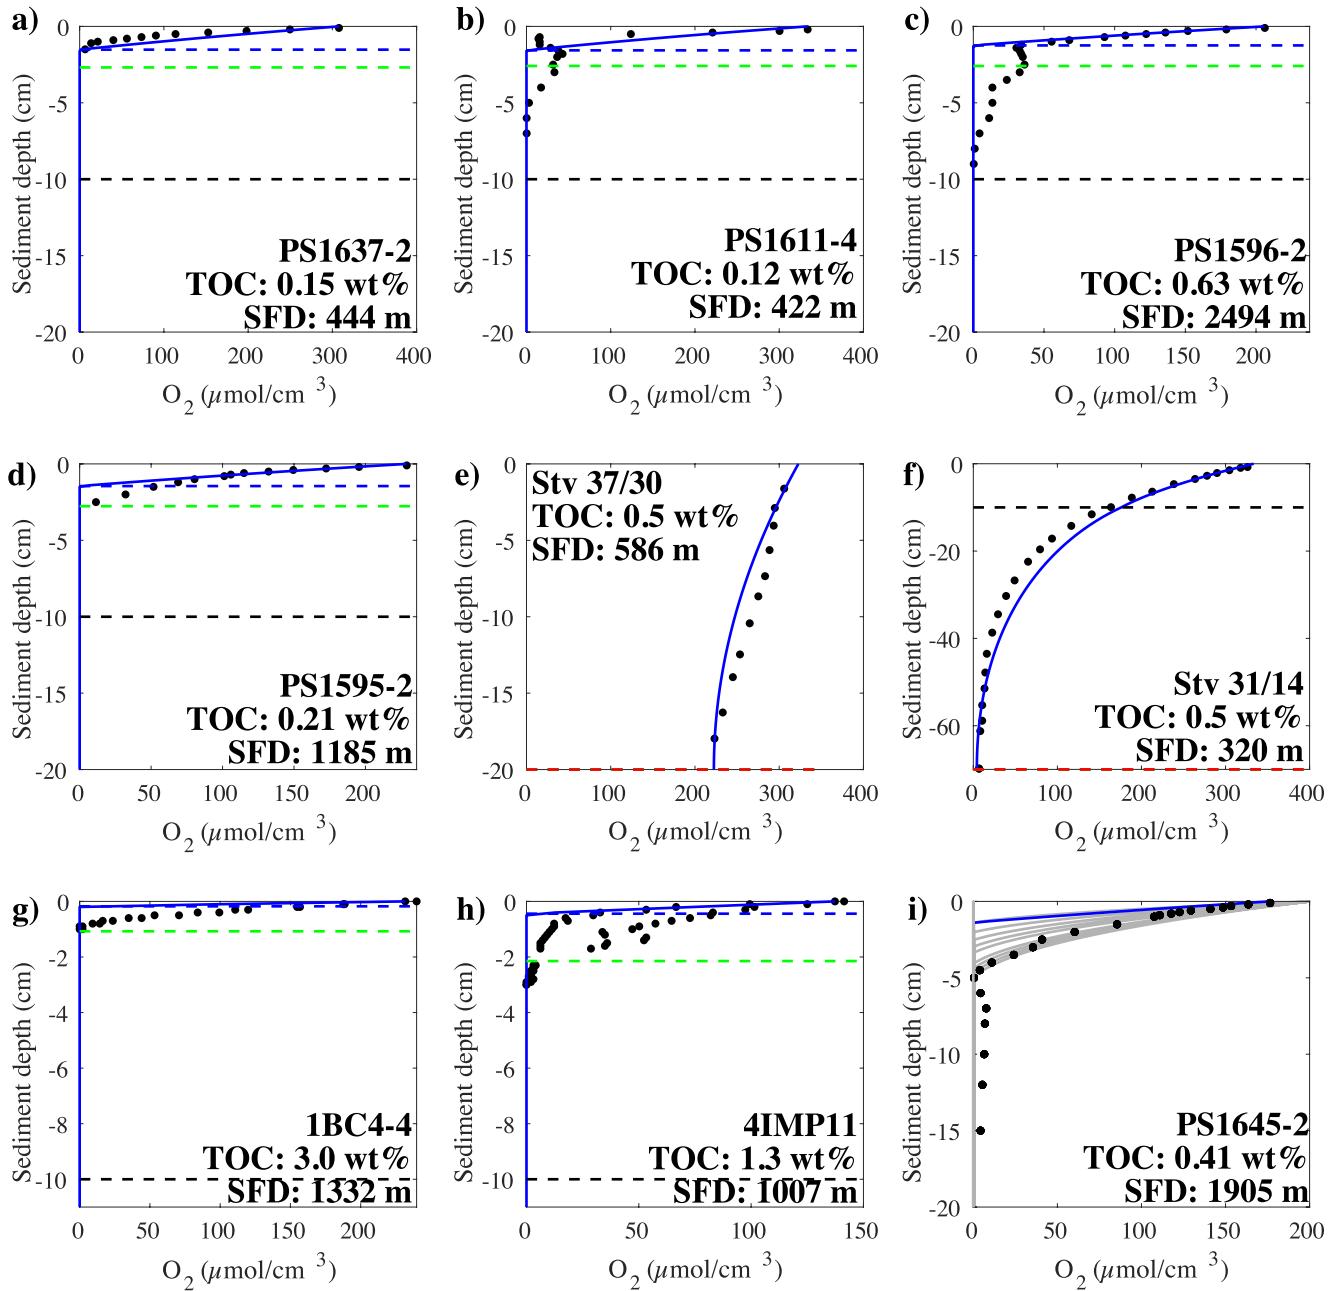 a)
0
-5
-10
-15
-20
Sediment depth (cm)
PS1637-2
TOC: 0.15 wt%
SFD: 444 m
0 100 200 300 400
O2 (µmol/cm 3)
b)
0
-5
-10
-15
-20
Sediment depth (cm)
PS1611-4
TOC: 0.12 wt%
SFD: 422 m
0 100 200 300 400
O2 (µmol/cm 3)
c)
0
-5
-10
-15
-20
Sediment depth (cm)
PS1596-2
TOC: 0.63 wt%
SFD: 2494 m
0 50 100 150 200
O2 (µmol/cm 3)
d)
0
-5
-10
-15
-20
Sediment depth (cm)
PS1595-2
TOC: 0.21 wt%
SFD: 1185 m
0 50 100 150 200
O2 (µmol/cm 3)
e)
0
-5
-10
-15
-20
Sediment depth (cm)
Stv 37/30
TOC: 0.5 wt%
SFD: 586 m
0 100 200 300 400
O2 (µmol/cm 3)
f)
0
-20
-40
-60
Sediment depth (cm)
Stv 31/14
TOC: 0.5 wt%
SFD: 320 m
0 100 200 300 400
O2 (µmol/cm 3)
g)
0
-2
-4
-6
-8
-10
Sediment depth (cm)
1BC4-4
TOC: 3.0 wt%
SFD: 1332 m
0 50 100 150 200
O2 (µmol/cm 3)
h)
0
-2
-4
-6
-8
-10
Sediment depth (cm)
4IMP11
TOC: 1.3 wt%
SFD: 1007 m
0 50 100 150
O2 (µmol/cm 3)
i)
0
-5
-10
-15
-20
Sediment depth (cm)
PS1645-2
TOC: 0.41 wt%
SFD: 1905 m
0 50 100 150 200
O2 (µmol/cm 3)